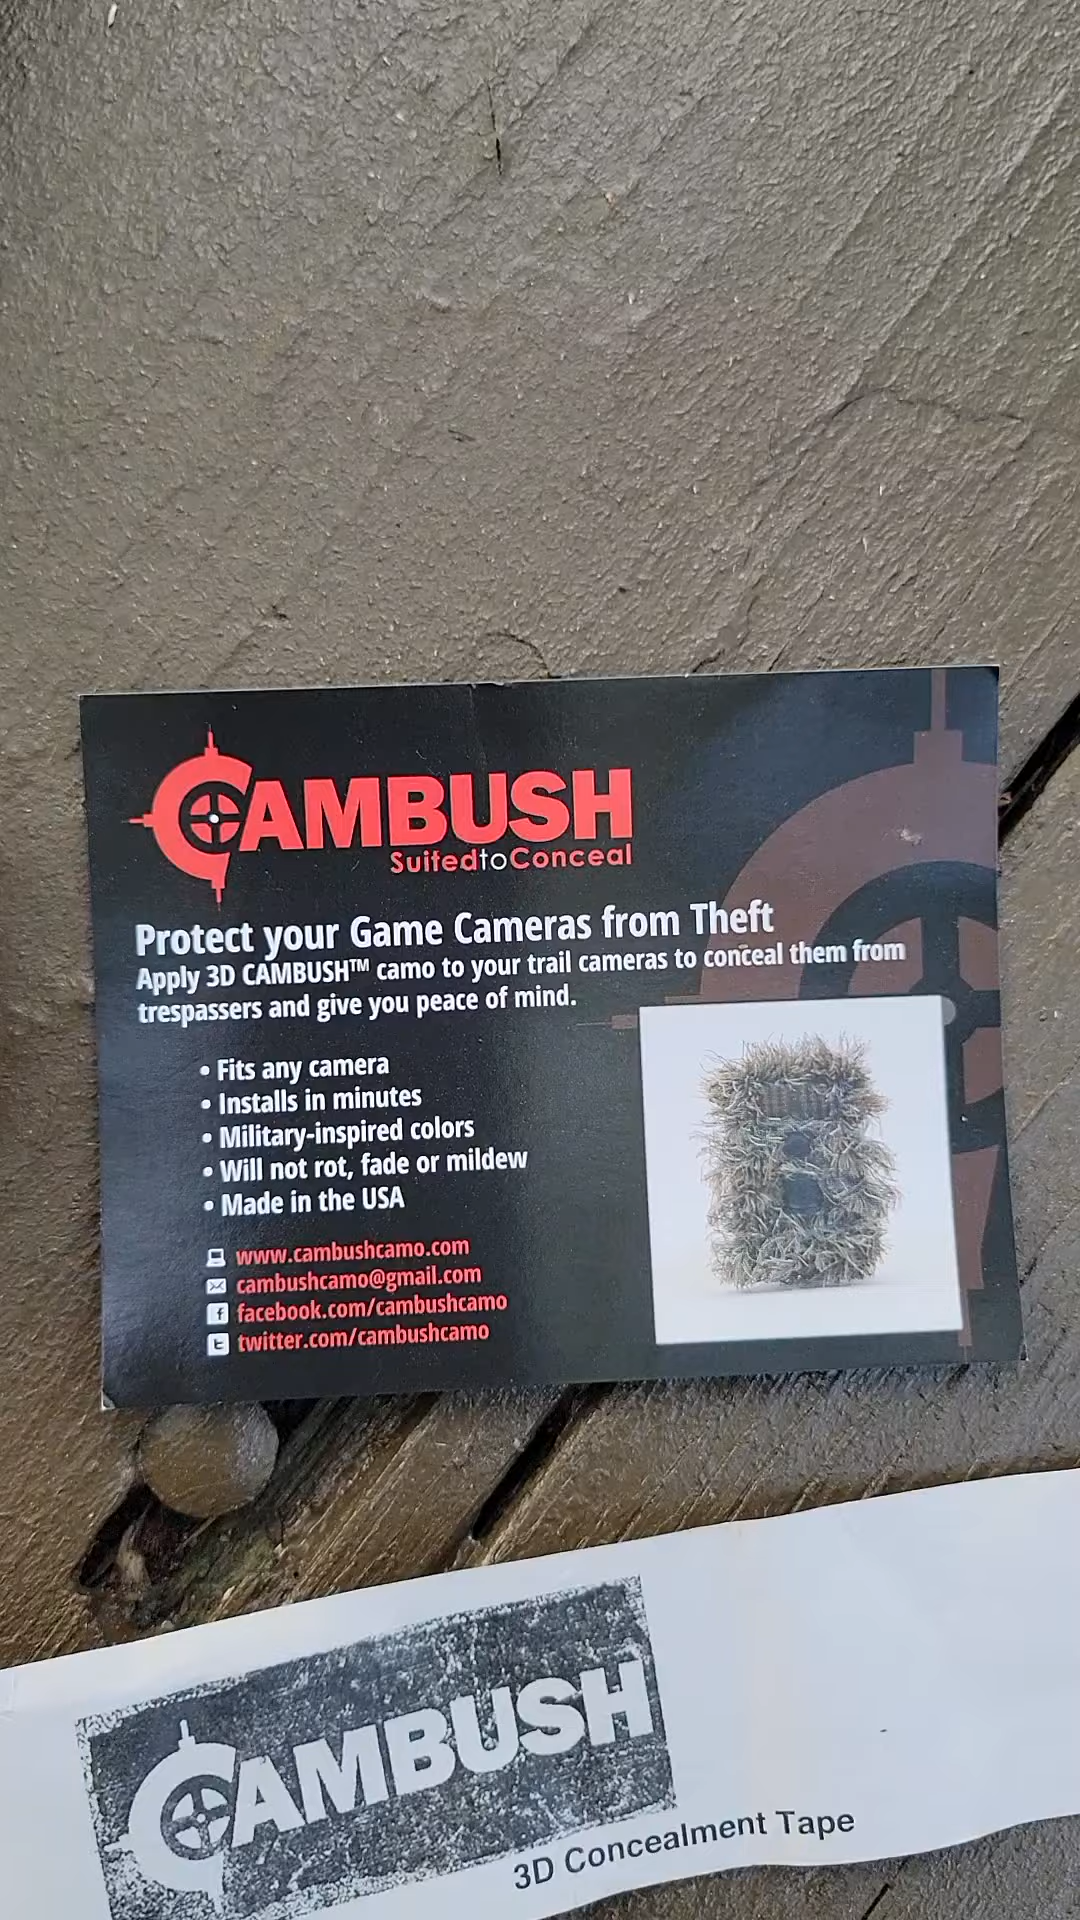 CAMBUSH
SuitedtoConceal
Protect your Game Cameras from Theft
Apply 3D CAMBUSH™ camo to your trail cameras to conceal them from
trespassers and give you peace of mind.
• Fits any camera
• Installs in minutes
• Military-inspired colors
• Will not rot, fade or mildew
• Made in the USA
www.cambushcamo.com
cambushcamo@gmail.com
f facebook.com/cambushcamo
t twitter.com/cambushcamo
CAMBUSH
3D Concealment Tape